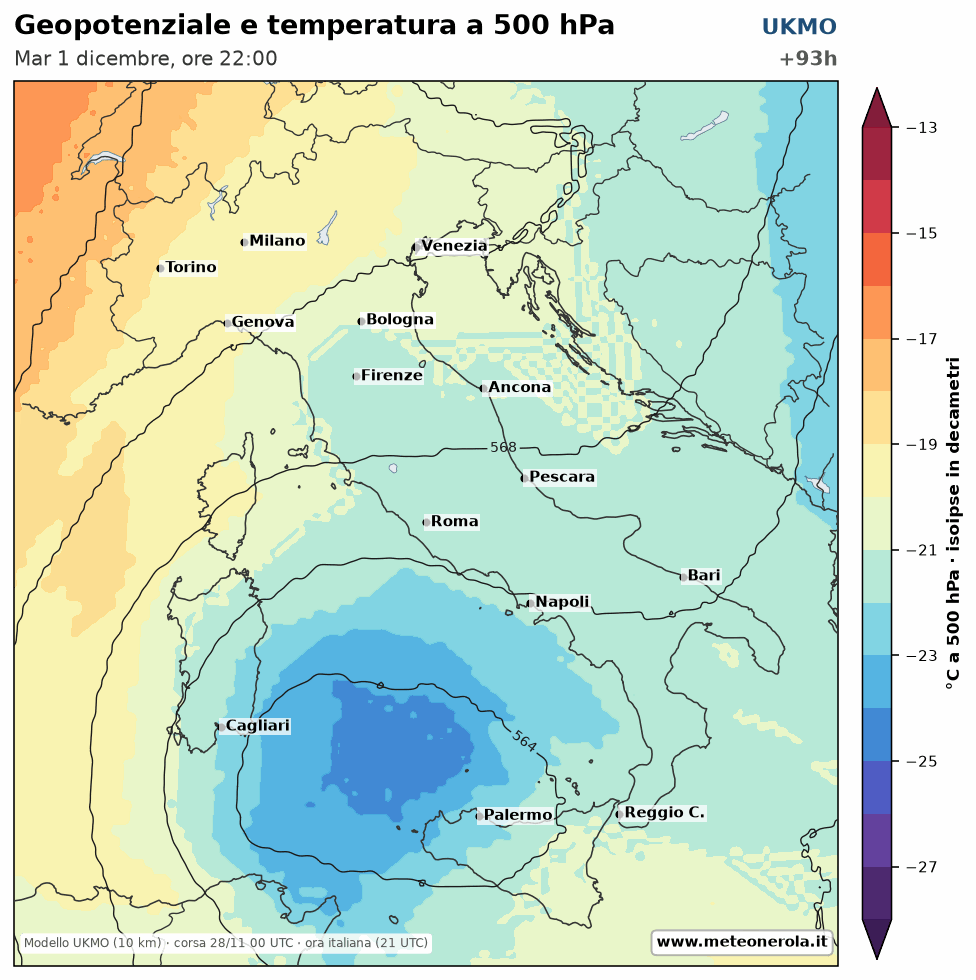 Geopotenziale e temperatura a 500 hPa
UKMO
Mar 1 dicembre, ore 22:00
+93h
−13
−15
−17
−19
−21
−23
−25
−27
°C a 500 hPa · isoipse in decametri
Milano
Venezia
Torino
Genova
Bologna
Firenze
Ancona
568
Pescara
Roma
Bari
Napoli
Cagliari
564
Palermo
Reggio C.
Modello UKMO (10 km) · corsa 28/11 00 UTC · ora italiana (21 UTC)
www.meteonerola.it